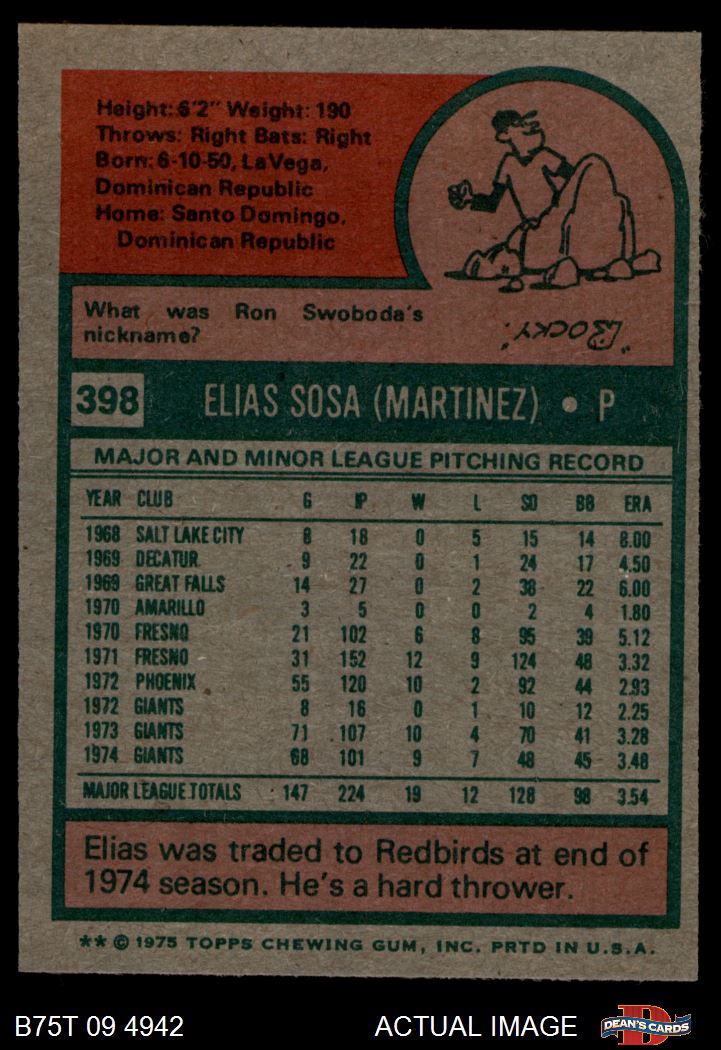 Height: 6'2" Weight: 190
Throws: Right Bats: Right
Born: 6-10-50, LaVega,
Dominican Republic
Home: Santo Domingo,
Dominican Republic
What was Ron Swoboda's
nickname?
"ROCKY".
398 ELIAS SOSA (MARTINEZ) • P
MAJOR AND MINOR LEAGUE PITCHING RECORD
YEAR CLUB G IP W L SO BB ERA
1968 SALT LAKE CITY 8 18 0 5 15 14 8.00
1969 DECATUR 9 22 0 1 24 17 4.50
1969 GREAT FALLS 14 27 0 2 38 22 6.00
1970 AMARILLO 3 5 0 0 2 4 1.80
1970 FRESNO 21 102 6 8 95 39 5.12
1971 FRESNO 31 152 12 9 124 48 3.32
1972 PHOENIX 55 120 10 2 92 44 2.93
1972 GIANTS 8 16 0 1 10 12 2.25
1973 GIANTS 71 107 10 4 70 41 3.28
1974 GIANTS 68 101 9 7 48 45 3.48
MAJOR LEAGUE TOTALS 147 224 19 12 128 98 3.54
Elias was traded to Redbirds at end of
1974 season. He's a hard thrower.
** © 1975 TOPPS CHEWING GUM, INC. PRTD IN U.S.A.
B75T 09 4942 ACTUAL IMAGE D DEAN'S CARDS